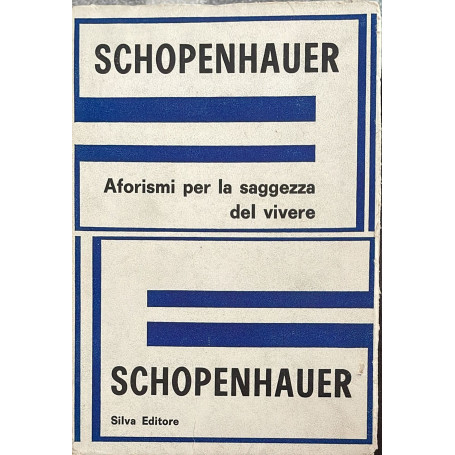 SCHOPENHAUER
Aforismi per la saggezza
del vivere
SCHOPENHAUER
Silva Editore